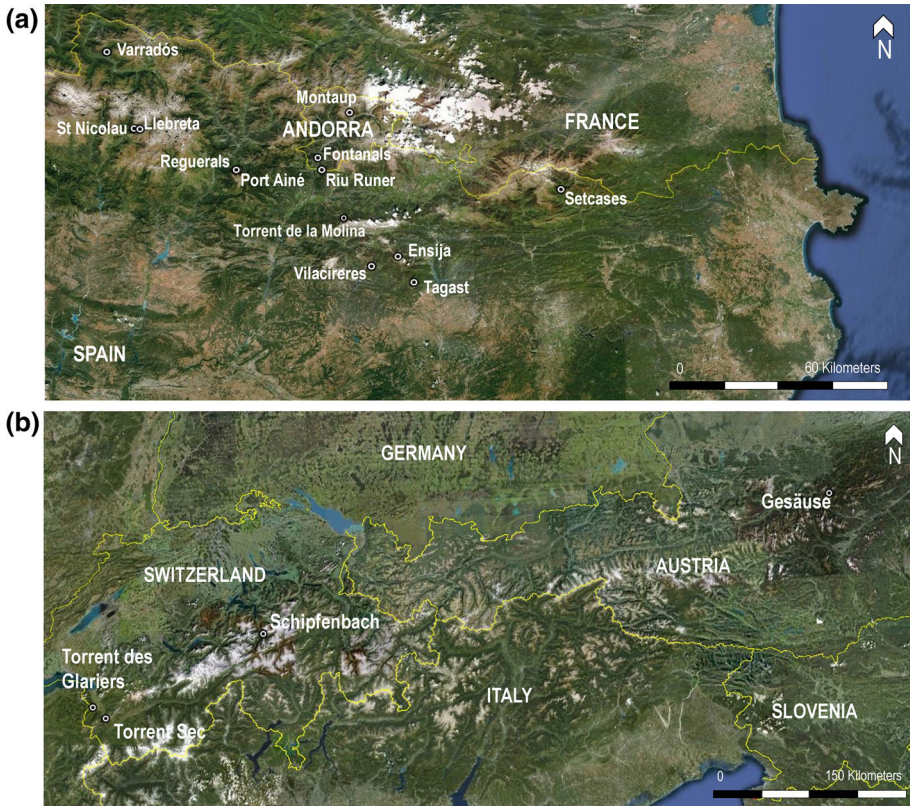 (a)
N
Varradós
Montaup
St Nicolau
Llebreta
ANDORRA
FRANCE
Fontanals
Reguerals
Port Ainé
Riu Runer
Setcases
Torrent de la Molina
Ensija
Vilacireres
Tagast
SPAIN
0 60 Kilometers
(b)
N
GERMANY
Gesäuse
SWITZERLAND
AUSTRIA
Schipfenbach
Torrent des
Glariers
ITALY
SLOVENIA
Torrent Sec
0 150 Kilometers